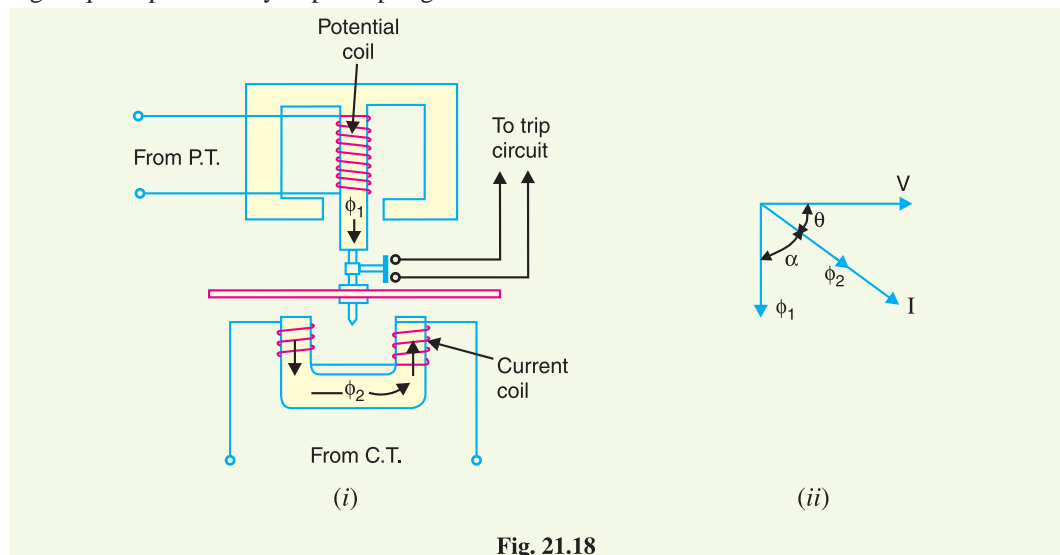 Potential
coil
To trip
circuit
From P.T.
ϕ1
V
θ
α
ϕ2
I
ϕ1
Current
coil
ϕ2
From C.T.
(i)
(ii)
Fig. 21.18